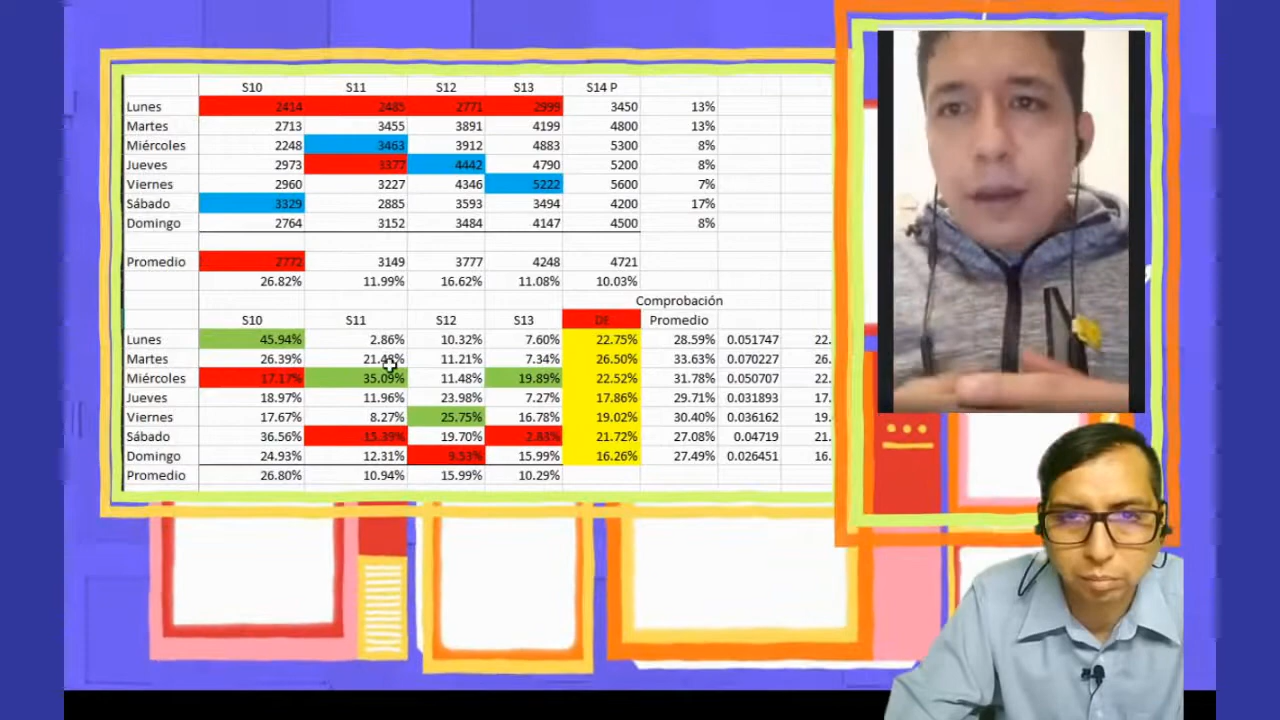 S10 S11 S12 S13 S14 P
Lunes 2414 2485 2771 2999 3450 13%
Martes 2713 3455 3891 4199 4800 13%
Miércoles 2248 3463 3912 4883 5300 8%
Jueves 2973 3377 4442 4790 5200 8%
Viernes 2960 3227 4346 5222 5600 7%
Sábado 3329 2885 3593 3494 4200 17%
Domingo 2764 3152 3484 4147 4500 8%
Promedio 2772 3149 3777 4248 4721
26.82% 11.99% 16.62% 11.08% 10.03%
Comprobación
S10 S11 S12 S13 DE Promedio
Lunes 45.94% 2.86% 10.32% 7.60% 22.75% 28.59% 0.051747 22.
Martes 26.39% 11.21% 7.34% 26.50% 33.63% 0.070227 26.
Miércoles 17.17% 35.09% 11.48% 19.89% 22.52% 31.78% 0.050707 22.
Jueves 18.97% 11.96% 23.98% 7.27% 17.86% 29.71% 0.031893 17.
Viernes 17.67% 8.27% 25.75% 16.78% 19.02% 30.40% 0.036162 19.
Sábado 36.56% 15.39% 19.70% 2.83% 21.72% 27.08% 0.04719 21.
Domingo 24.93% 12.31% 9.53% 15.99% 16.26% 27.49% 0.026451 16.
Promedio 26.80% 10.94% 15.99% 10.29%